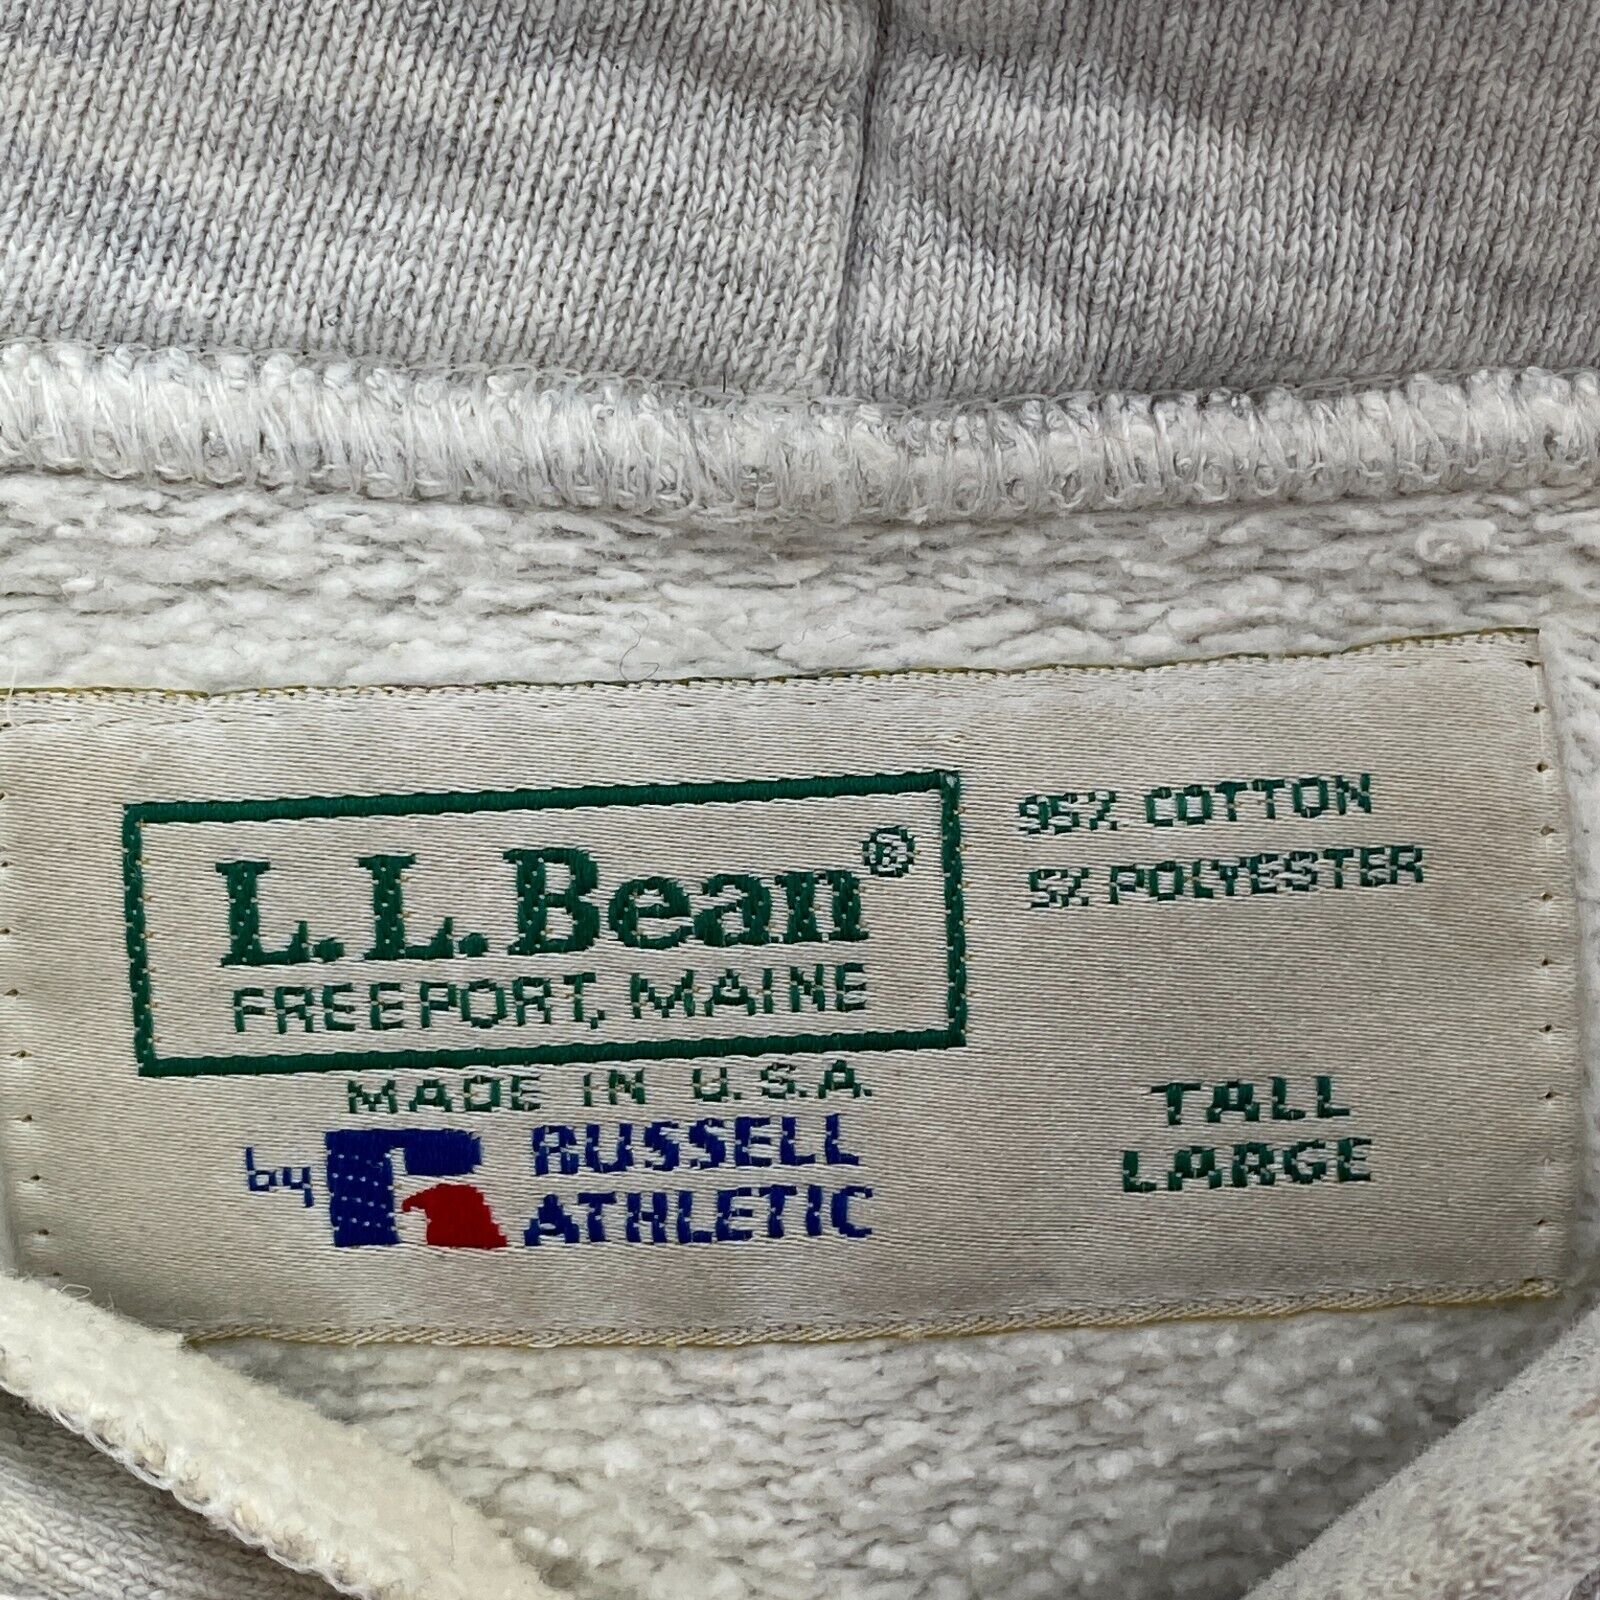 L.L.Bean®
FREEPORT, MAINE
MADE IN U.S.A.
by RUSSELL
ATHLETIC
95% COTTON
5% POLYESTER
TALL
LARGE